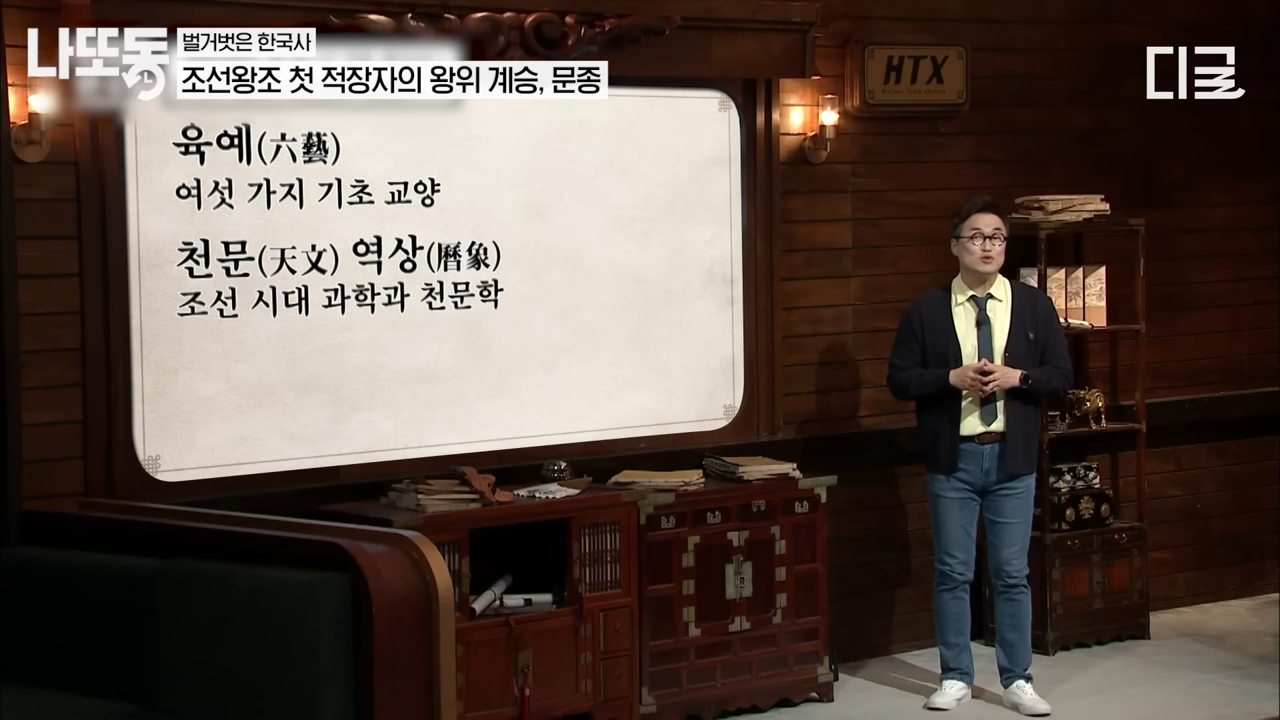 나또동
벌거벗은 한국사
조선왕조 첫 적장자의 왕위 계승, 문종
디글
HTX
육예(六藝)
여섯 가지 기초 교양
천문(天文) 역상(曆象)
조선 시대 과학과 천문학